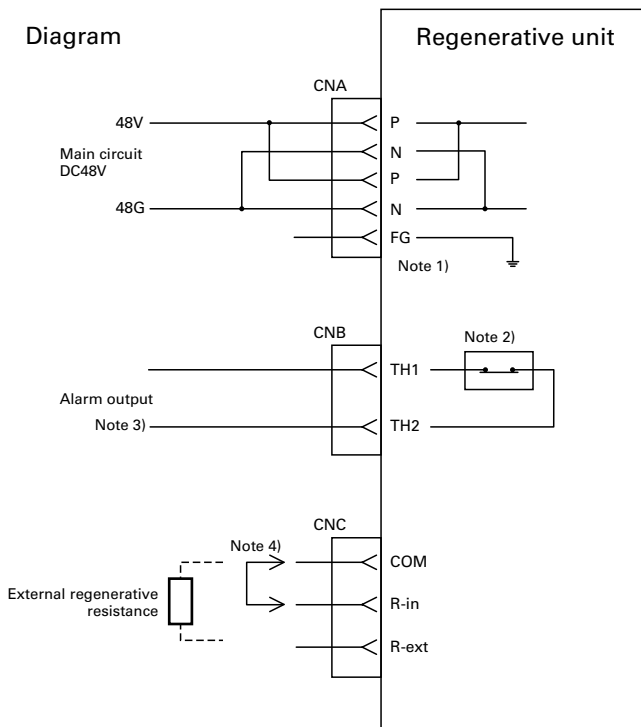 Diagram
Regenerative unit
CNA
48V
P
N
Main circuit
DC48V
P
48G
N
FG
Note 1)
CNB
Note 2)
TH1
Alarm output
Note 3)
TH2
CNC
Note 4)
COM
External regenerative
resistance
R-in
R-ext